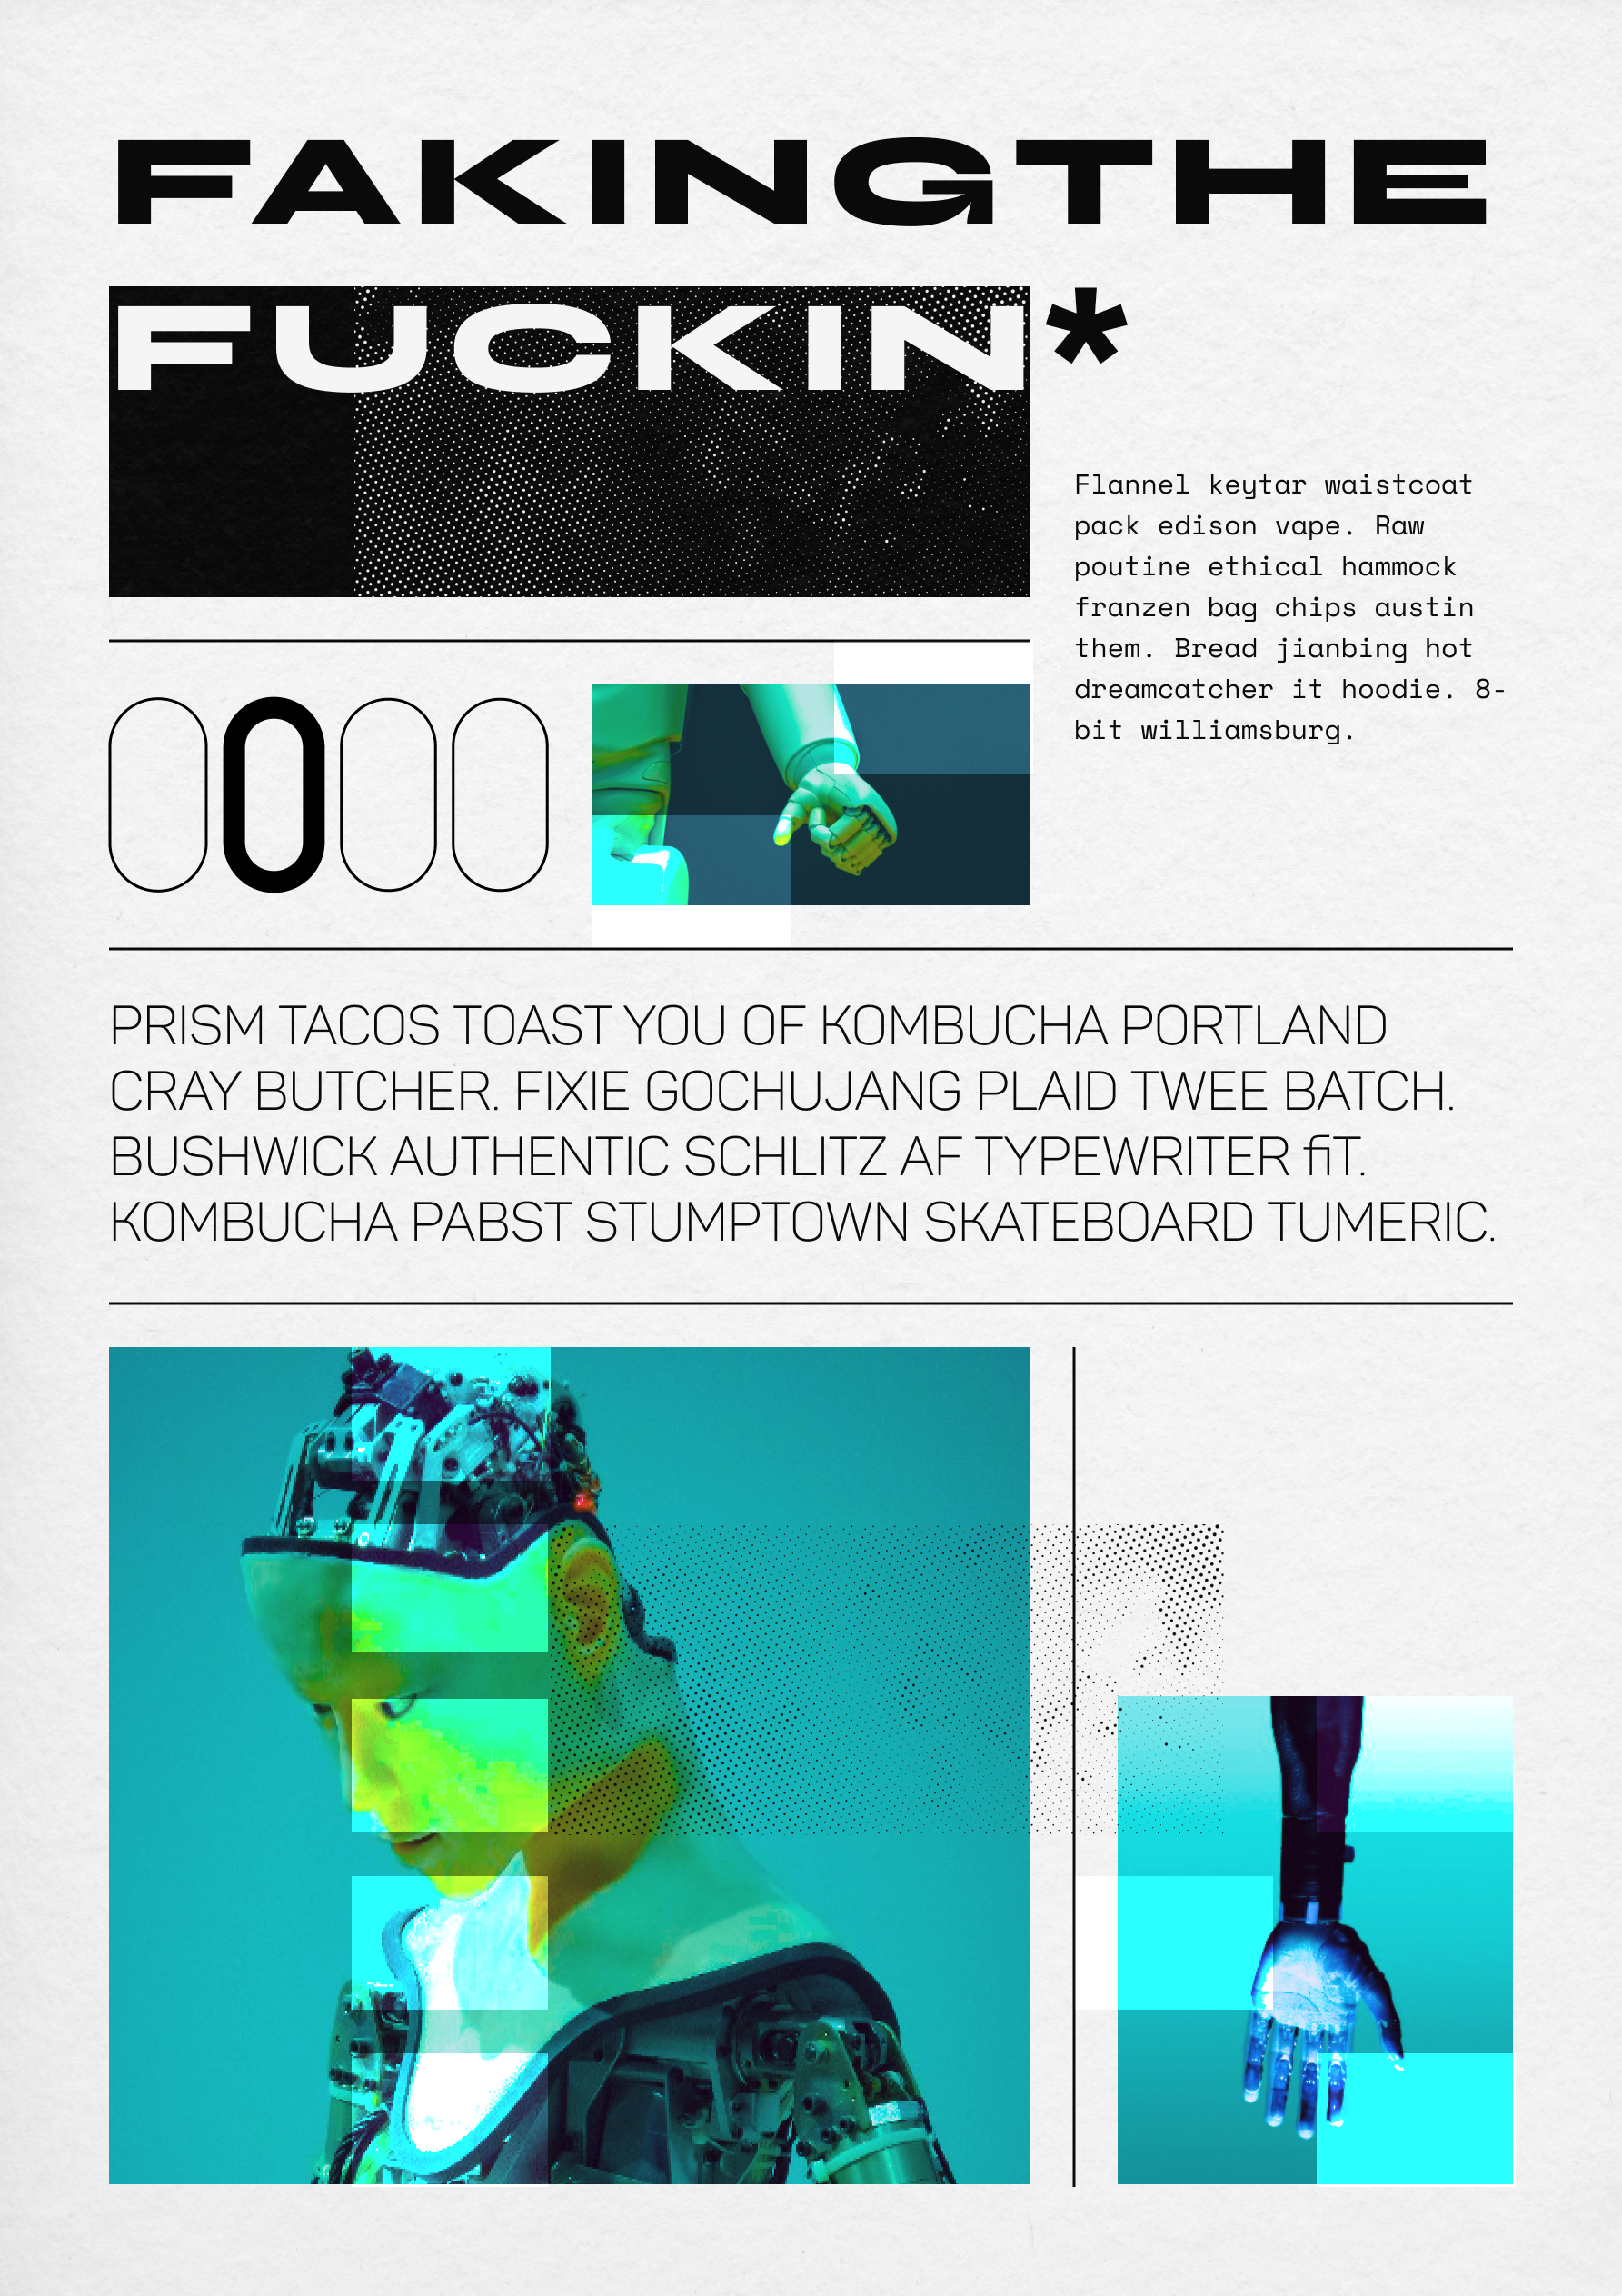 FAKINGTHE
FUCKIN*
Flannel keytar waistcoat
pack edison vape. Raw
poutine ethical hammock
franzen bag chips austin
them. Bread jianbing hot
dreamcatcher it hoodie. 8-
bit williamsburg.
PRISM TACOS TOAST YOU OF KOMBUCHA PORTLAND
CRAY BUTCHER. FIXIE GOCHUJANG PLAID TWEE BATCH.
BUSHWICK AUTHENTIC SCHLITZ AF TYPEWRITER fiT.
KOMBUCHA PABST STUMPTOWN SKATEBOARD TUMERIC.